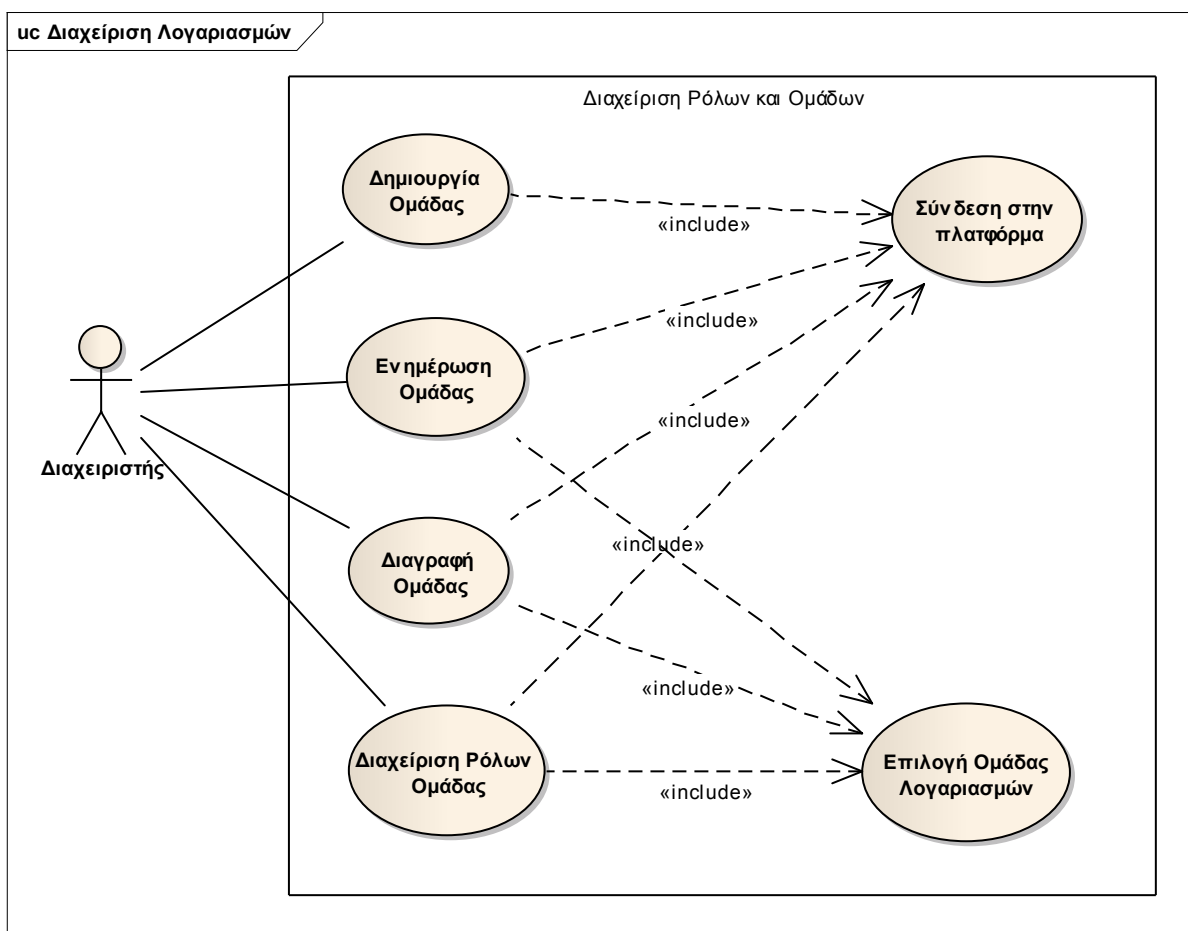 uc Διαχείριση Λογαριασμών
Διαχείριση Ρόλων και Ομάδων
Δημιουργία
Ομάδας
Σύνδεση στην
πλατφόρμα
«include»
«include»
Ενημέρωση
Ομάδας
«include»
Διαχειριστής
«include»
Διαγραφή
Ομάδας
«include»
Διαχείριση Ρόλων
Ομάδας
Επιλογή Ομάδας
Λογαριασμών
«include»